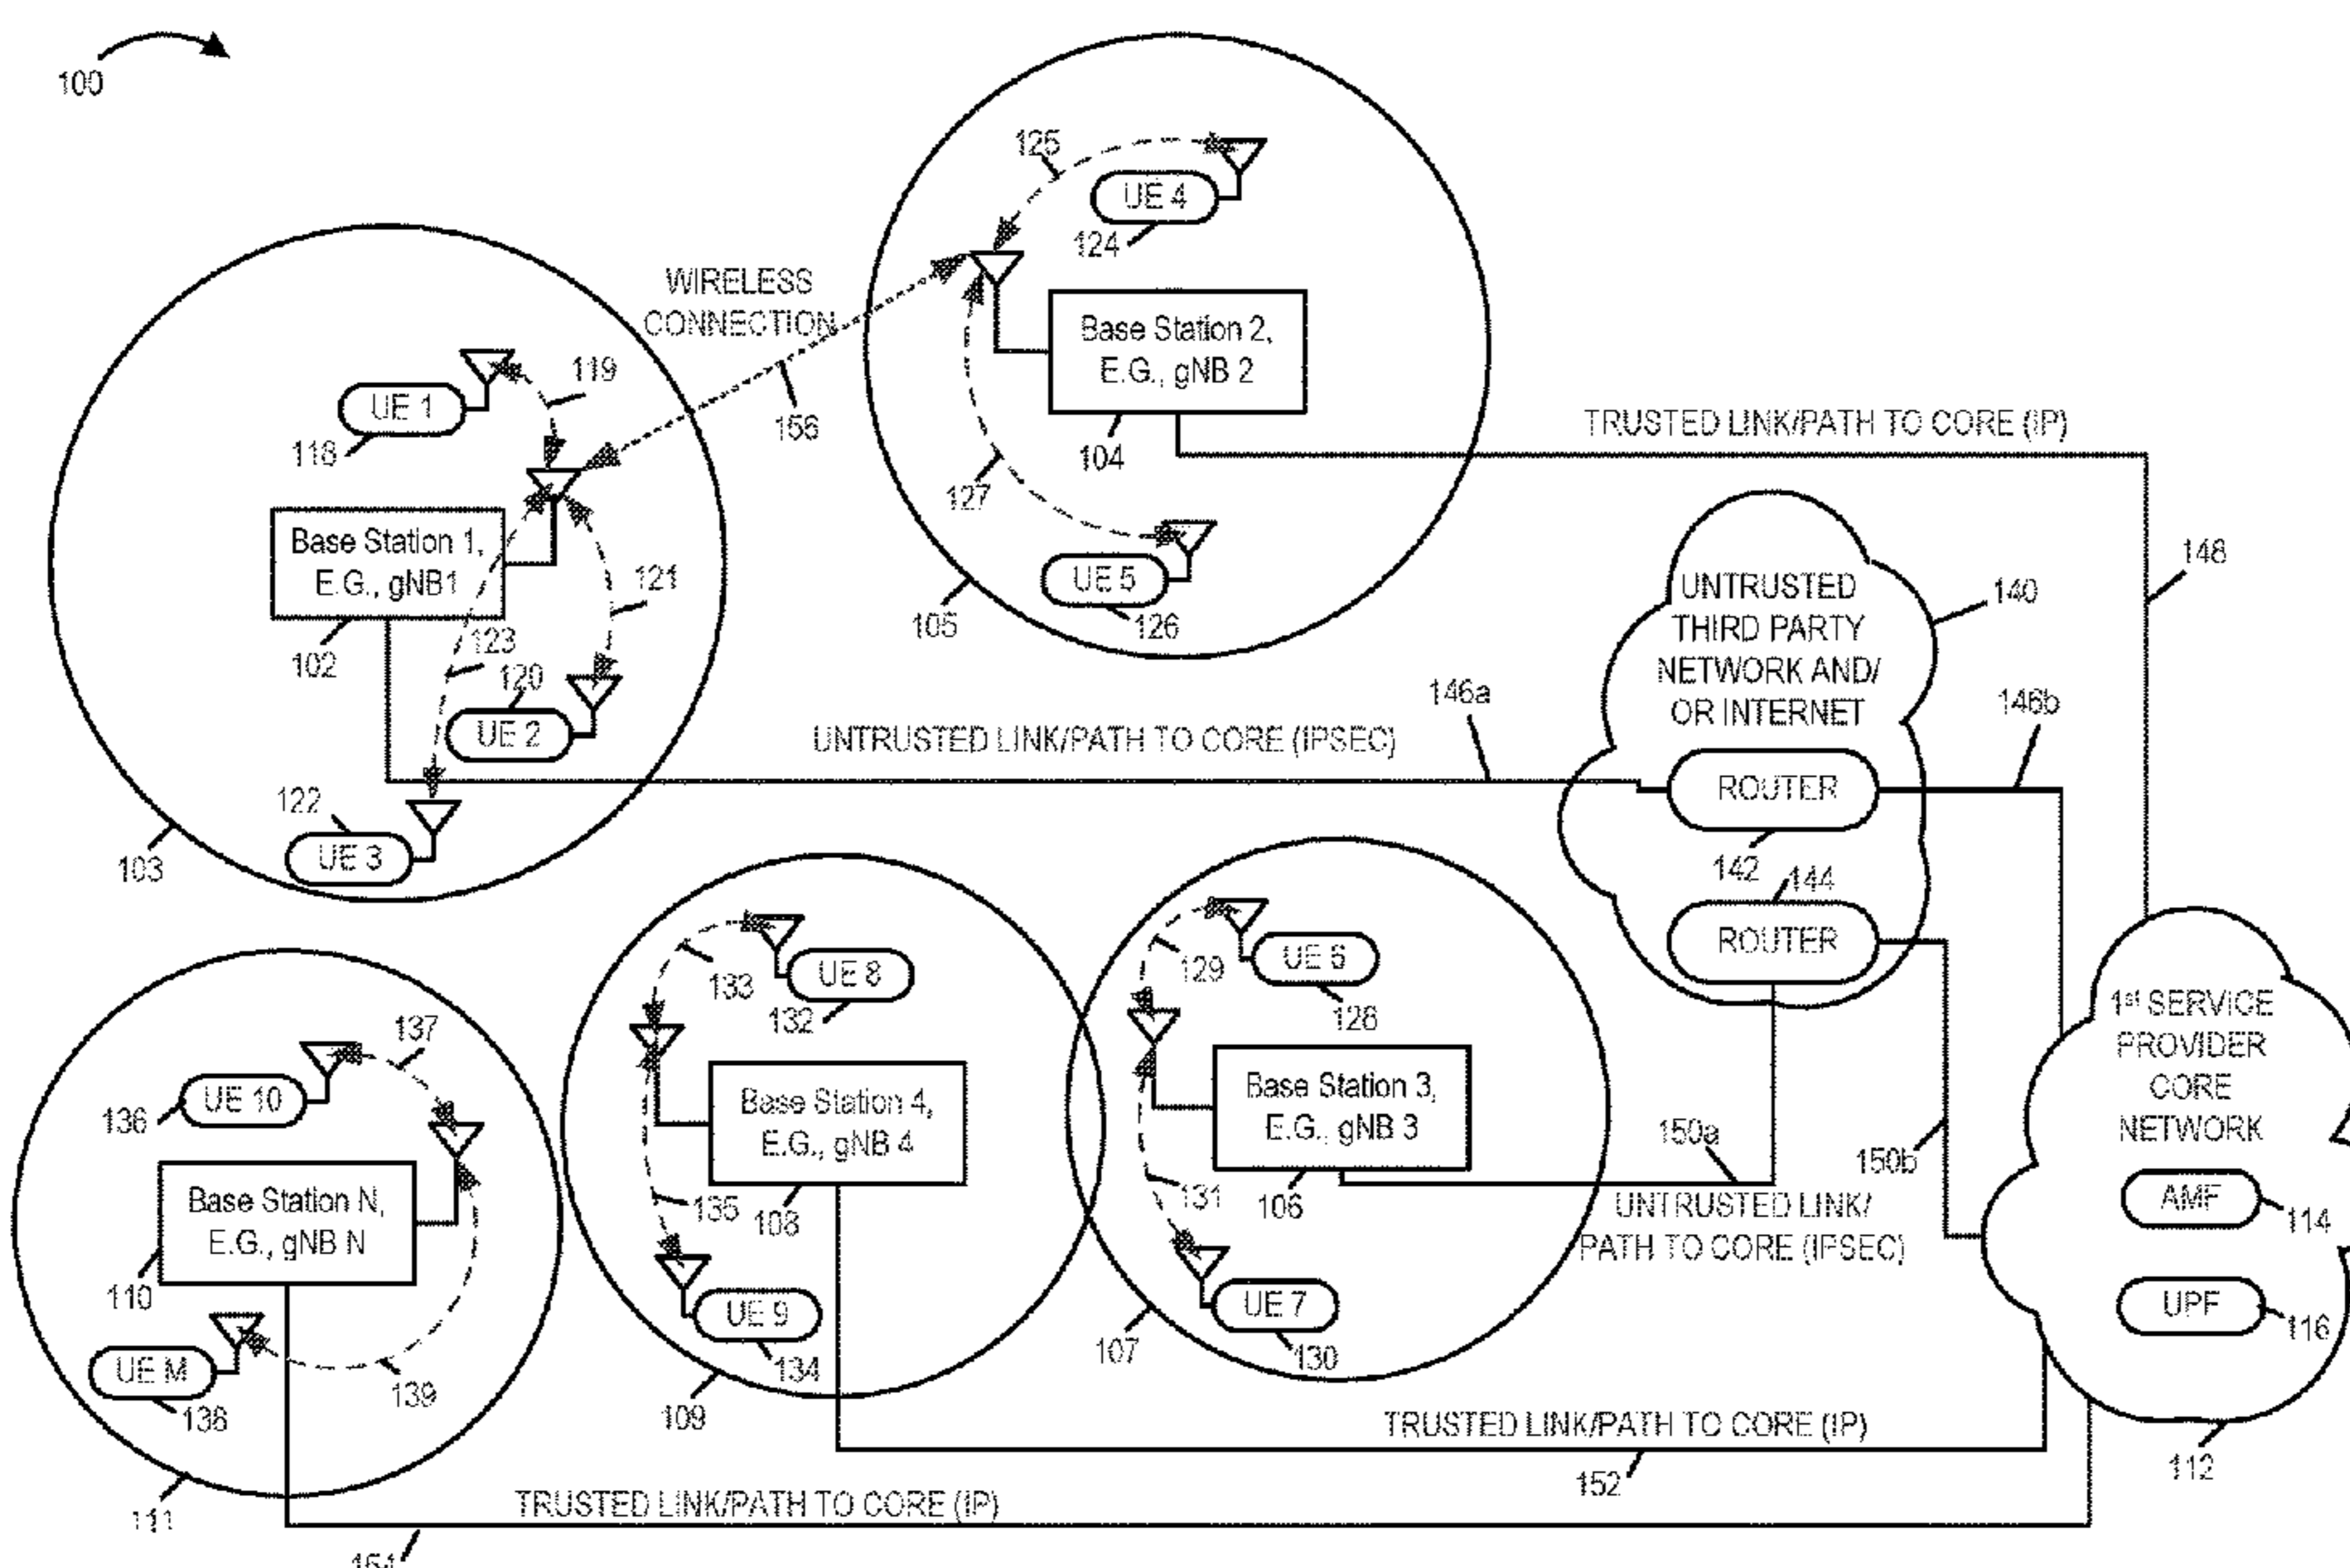 100
125
UE 4
124
WIRELESS
CONNECTION
156
Base Station 2,
E.G., gNB 2
104
127
UE 5
126
105
TRUSTED LINK/PATH TO CORE (IP)
148
119
UE 1
118
Base Station 1,
E.G., gNB1
102
121
123
120
UE 2
122
UE 3
103
UNTRUSTED LINK/PATH TO CORE (IPSEC)
146a
UNTRUSTED
THIRD PARTY
NETWORK AND/
OR INTERNET
140
146b
ROUTER
142
144
ROUTER
133
UE 8
132
Base Station 4,
E.G., gNB 4
135
108
UE 9
134
109
129
UE 6
128
Base Station 3,
E.G., gNB 3
131
106
UE 7
130
107
150a
150b
UNTRUSTED LINK/
PATH TO CORE (IPSEC)
1st SERVICE
PROVIDER
CORE
NETWORK
AMF
114
UPF
116
112
137
UE 10
136
Base Station N,
E.G., gNB N
110
UE M
138
139
111
TRUSTED LINK/PATH TO CORE (IP)
152
TRUSTED LINK/PATH TO CORE (IP)